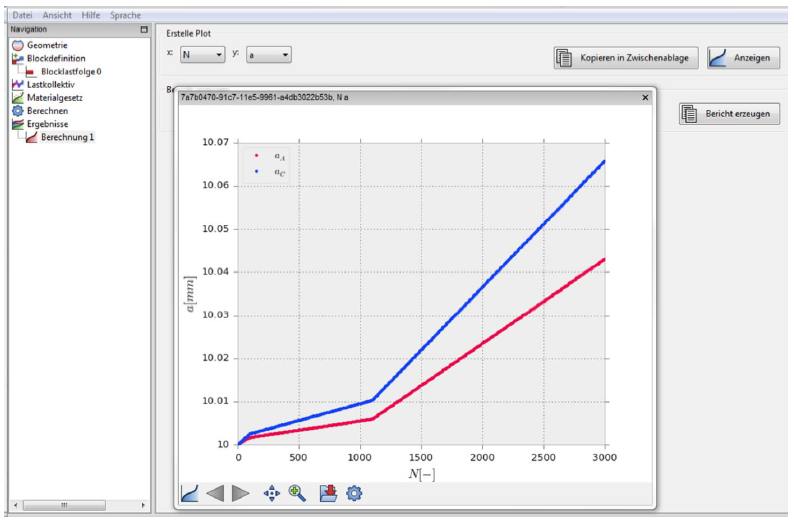 Datei Ansicht Hilfe Sprache
Navigation
Geometrie
Blockdefinition
Blocklastfolge 0
Lastkollektiv
Materialgesetz
Berechnen
Ergebnisse
Berechnung 1
Erstelle Plot
x: N y: a
Kopieren in Zwischenablage
Anzeigen
Be
Bericht erzeugen
7a7b0470-91c7-11e5-9961-a4db3022b53b, N a
a_A
a_C
10.07
10.06
10.05
10.04
10.03
10.02
10.01
10
a[mm]
0 500 1000 1500 2000 2500 3000
N[−]